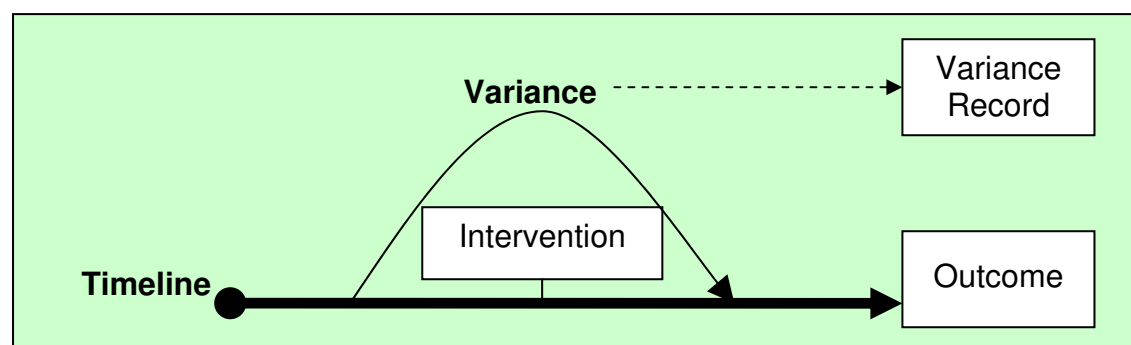 Variance
Record
Variance
Intervention
Timeline
Outcome